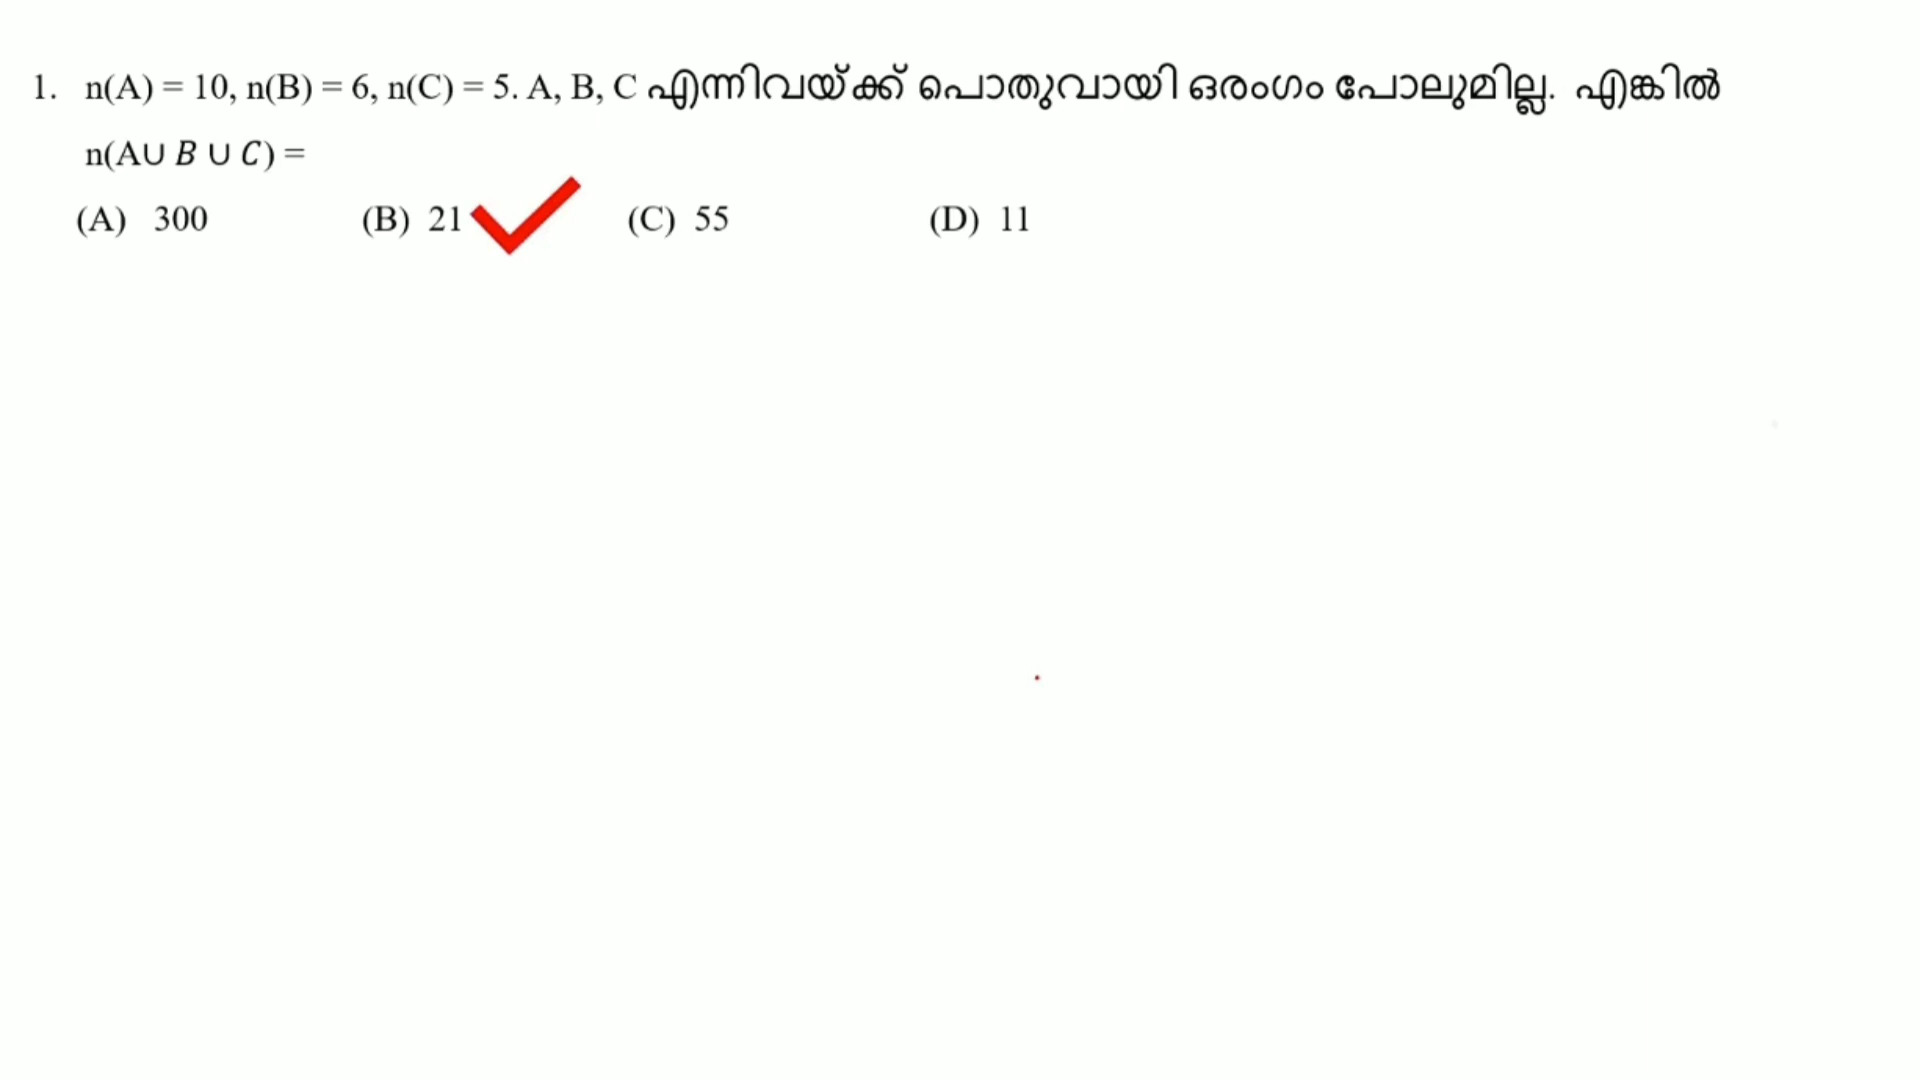 1. n(A) = 10, n(B) = 6, n(C) = 5. A, B, C എന്നിവയ്ക്ക് പൊതുവായി ഒരംഗം പോലുമില്ല. എങ്കിൽ
n(A∪ B ∪ C) =
(A) 300 (B) 21 (C) 55 (D) 11